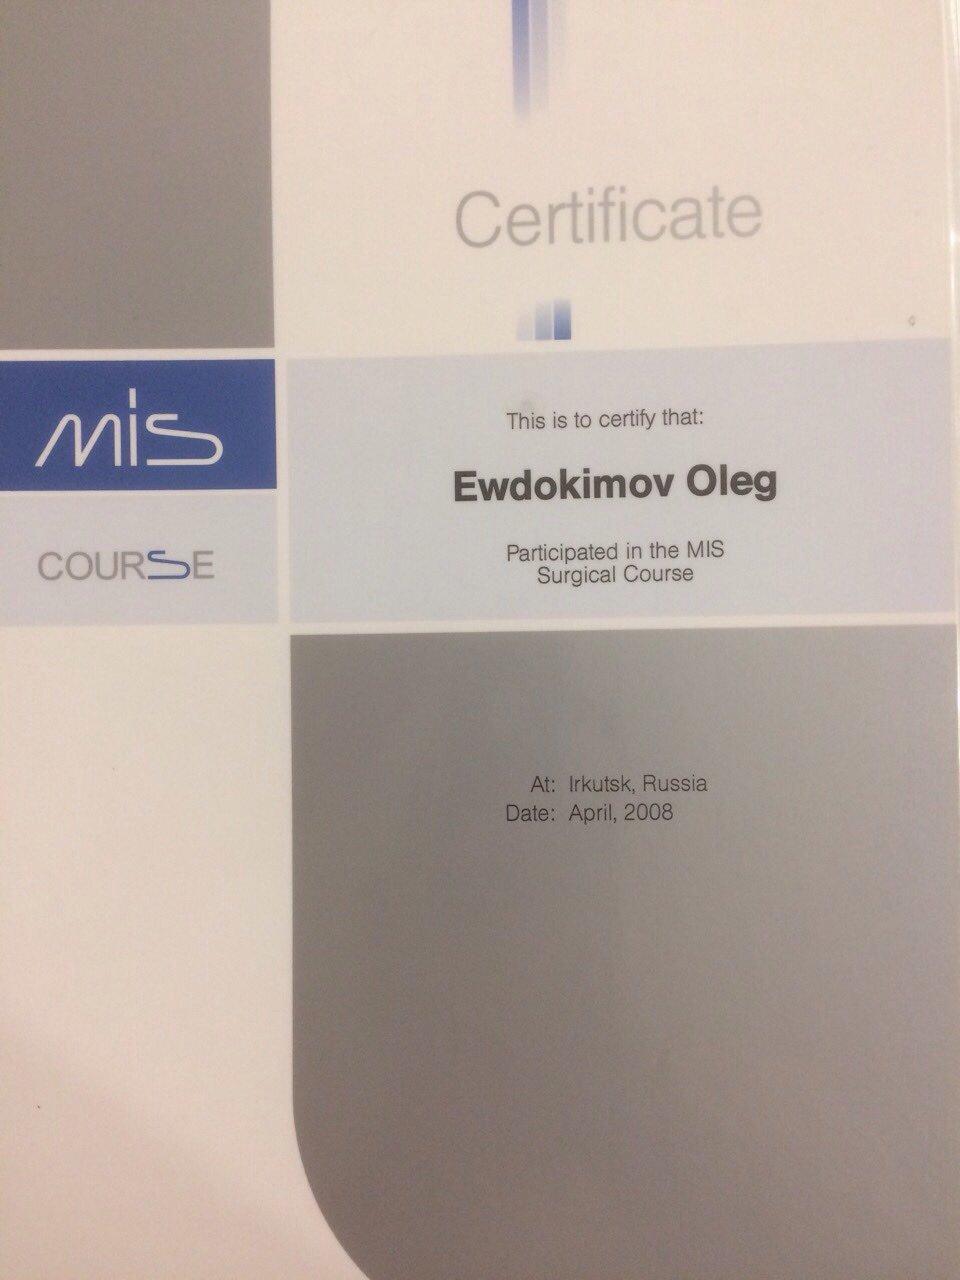 Certificate
mis
COURSE
This is to certify that:
Ewdokimov Oleg
Participated in the MIS
Surgical Course
At: Irkutsk, Russia
Date: April, 2008